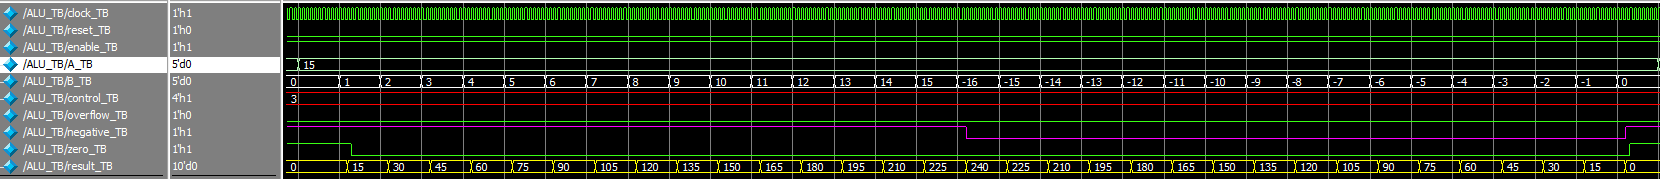 /ALU_TB/clock_TB 1'h1
/ALU_TB/reset_TB 1'h0
/ALU_TB/enable_TB 1'h1
/ALU_TB/A_TB 5'd0 15
/ALU_TB/B_TB 5'd0 0 1 2 3 4 5 6 7 8 9 10 11 12 13 14 15 -16 -15 -14 -13 -12 -11 -10 -9 -8 -7 -6 -5 -4 -3 -2 -1 0
/ALU_TB/control_TB 4'h1 3
/ALU_TB/overflow_TB 1'h0
/ALU_TB/negative_TB 1'h1
/ALU_TB/zero_TB 1'h1
/ALU_TB/result_TB 10'd0 0 15 30 45 60 75 90 105 120 135 150 165 180 195 210 225 240 225 210 195 180 165 150 135 120 105 90 75 60 45 30 15 0